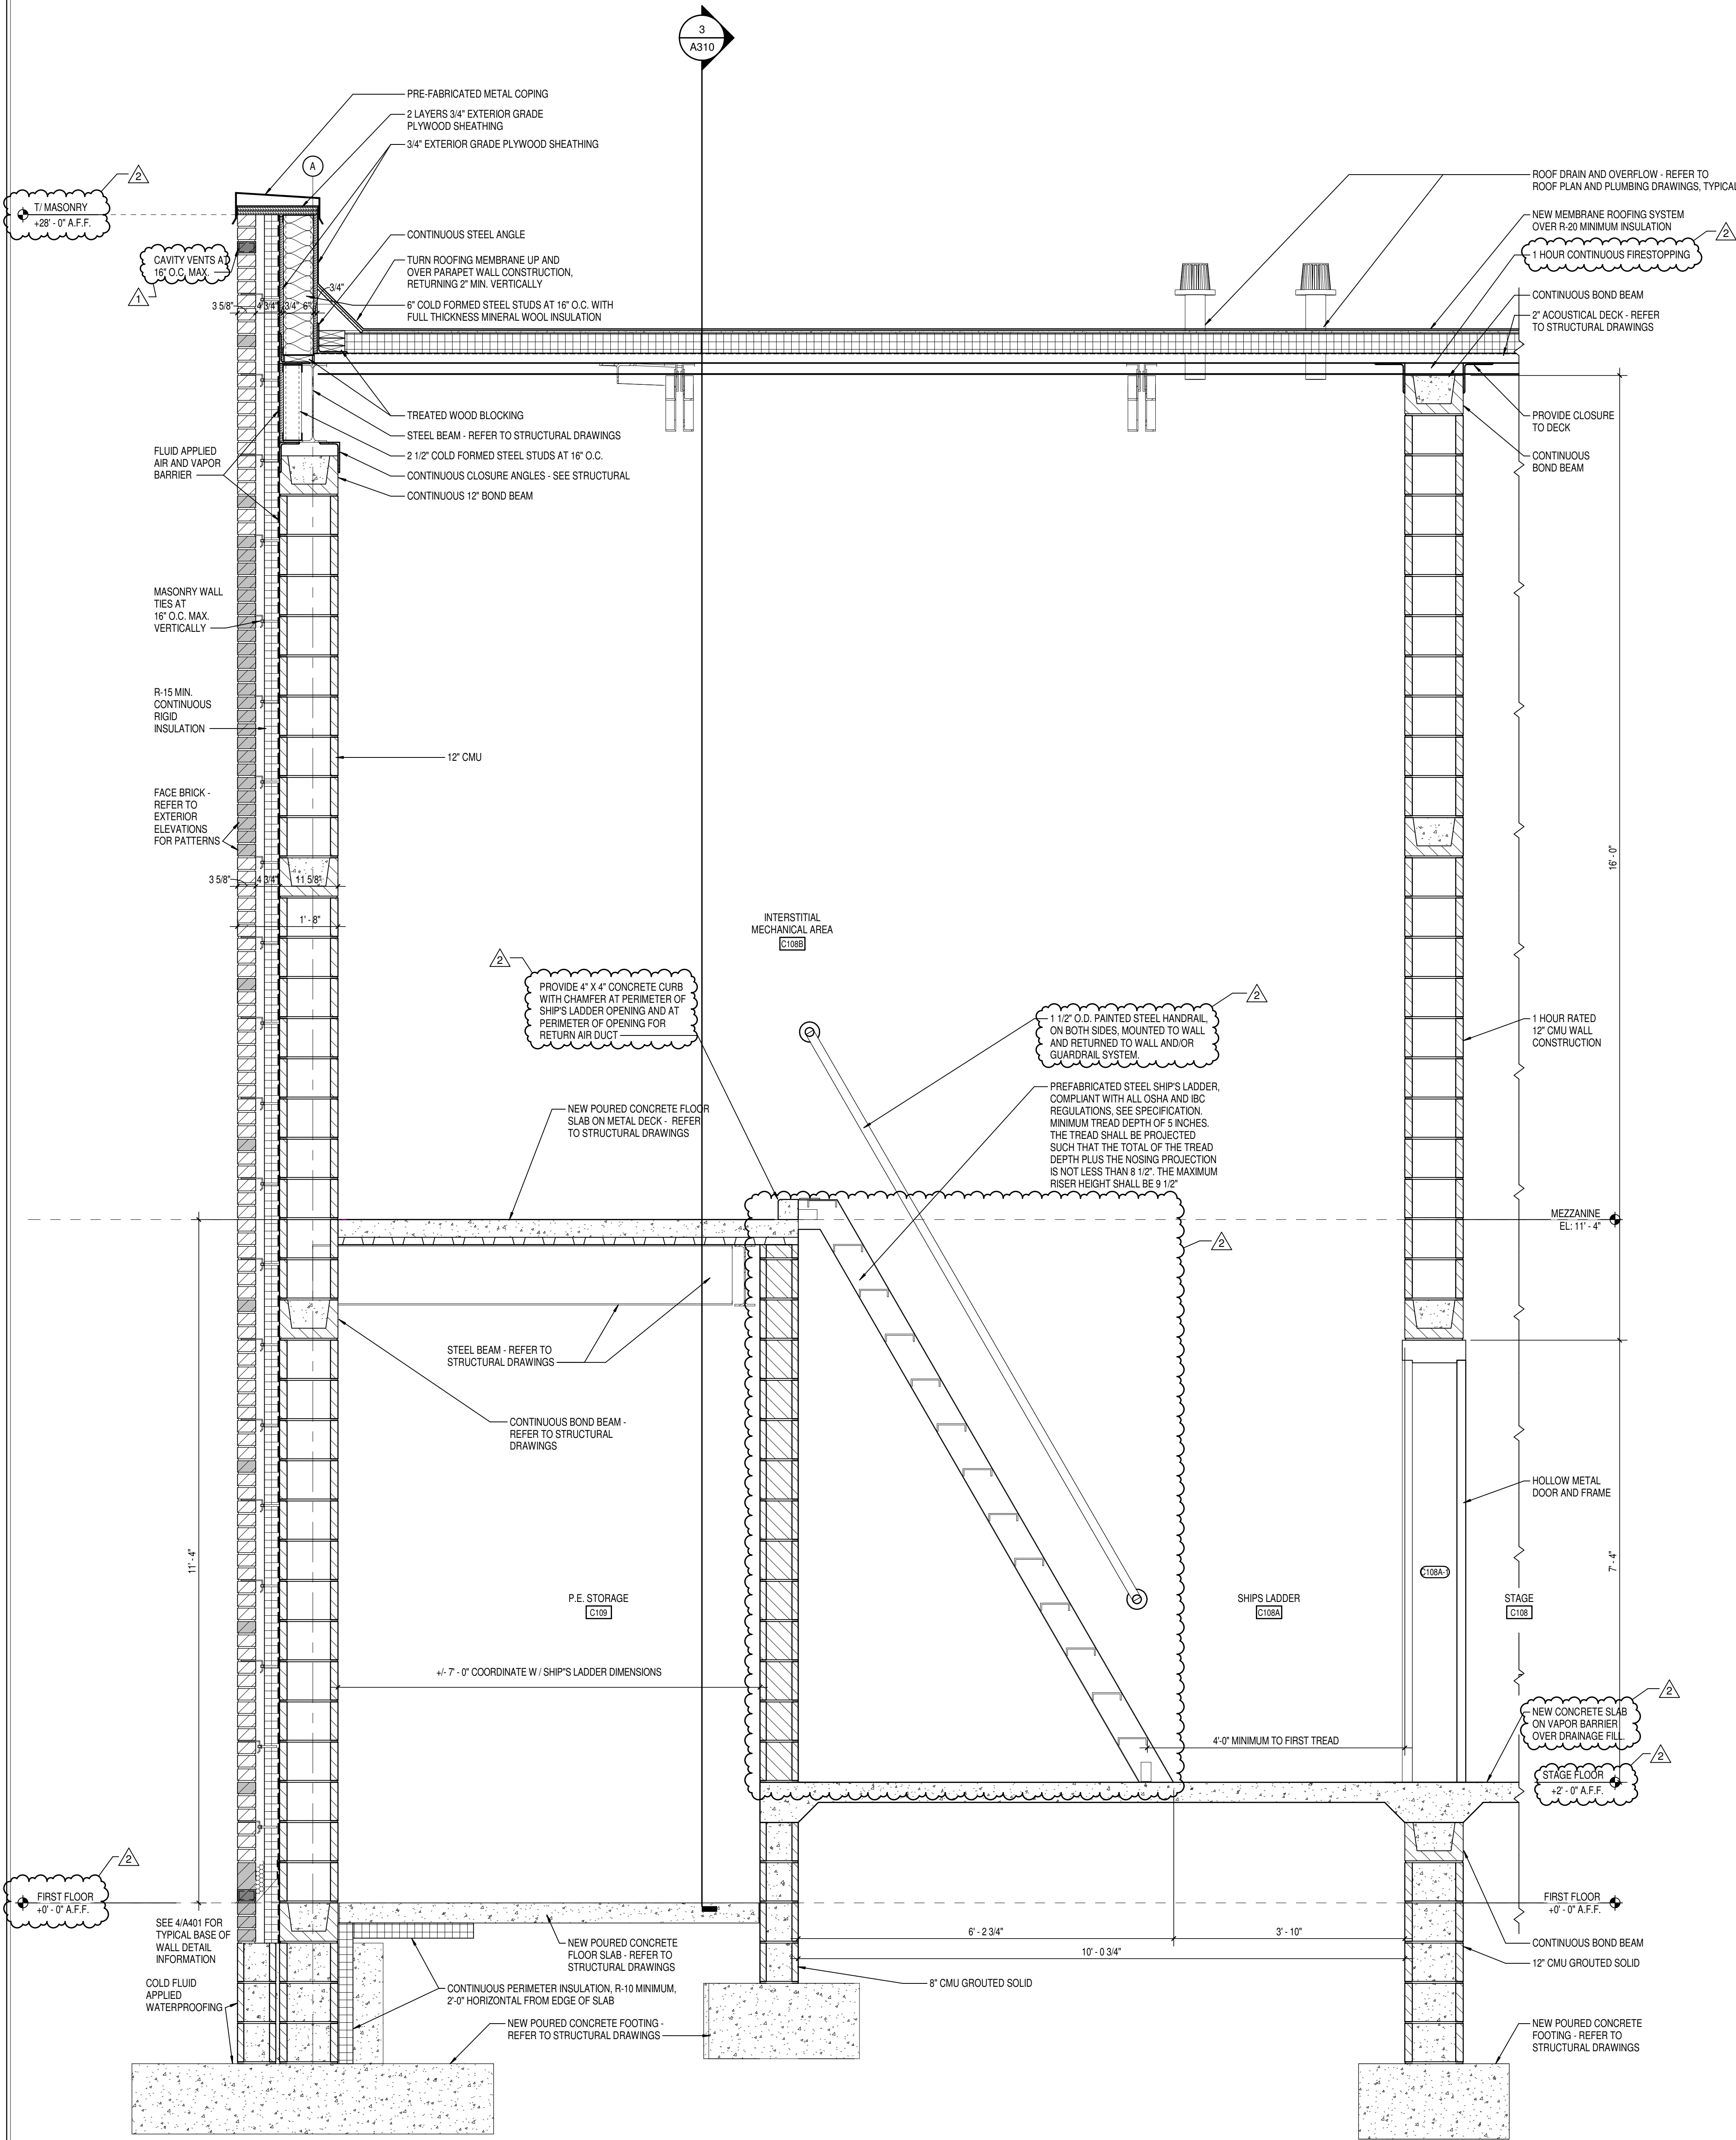 3
A310
PRE-FABRICATED METAL COPING
2 LAYERS 3/4" EXTERIOR GRADE
PLYWOOD SHEATHING
3/4" EXTERIOR GRADE PLYWOOD SHEATHING
A
2
T/ MASONRY
+28' - 0" A.F.F.
CAVITY VENTS AT
16" O.C. MAX.
1
ROOF DRAIN AND OVERFLOW - REFER TO
ROOF PLAN AND PLUMBING DRAWINGS, TYPICAL
NEW MEMBRANE ROOFING SYSTEM
OVER R-20 MINIMUM INSULATION
2
1 HOUR CONTINUOUS FIRESTOPPING
CONTINUOUS BOND BEAM
2" ACOUSTICAL DECK - REFER
TO STRUCTURAL DRAWINGS
CONTINUOUS STEEL ANGLE
TURN ROOFING MEMBRANE UP AND
OVER PARAPET WALL CONSTRUCTION,
RETURNING 2" MIN. VERTICALLY
3/4"
6" COLD FORMED STEEL STUDS AT 16" O.C. WITH
FULL THICKNESS MINERAL WOOL INSULATION
3 5/8" 4 3/4" 3/4" 6"
TREATED WOOD BLOCKING
STEEL BEAM - REFER TO STRUCTURAL DRAWINGS
2 1/2" COLD FORMED STEEL STUDS AT 16" O.C.
CONTINUOUS CLOSURE ANGLES - SEE STRUCTURAL
CONTINUOUS 12" BOND BEAM
PROVIDE CLOSURE
TO DECK
CONTINUOUS
BOND BEAM
FLUID APPLIED
AIR AND VAPOR
BARRIER
MASONRY WALL
TIES AT
16" O.C. MAX.
VERTICALLY
R-15 MIN.
CONTINUOUS
RIGID
INSULATION
12" CMU
FACE BRICK -
REFER TO
EXTERIOR
ELEVATIONS
FOR PATTERNS
3 5/8" 4 3/4" 11 5/8"
1' - 8"
16' - 0"
INTERSTITIAL
MECHANICAL AREA
C108B
2
PROVIDE 4" X 4" CONCRETE CURB
WITH CHAMFER AT PERIMETER OF
SHIP'S LADDER OPENING AND AT
PERIMETER OF OPENING FOR
RETURN AIR DUCT
2
1 1/2" O.D. PAINTED STEEL HANDRAIL,
ON BOTH SIDES, MOUNTED TO WALL
AND RETURNED TO WALL AND/OR
GUARDRAIL SYSTEM.
1 HOUR RATED
12" CMU WALL
CONSTRUCTION
NEW POURED CONCRETE FLOOR
SLAB ON METAL DECK - REFER
TO STRUCTURAL DRAWINGS
PREFABRICATED STEEL SHIP'S LADDER,
COMPLIANT WITH ALL OSHA AND IBC
REGULATIONS, SEE SPECIFICATION.
MINIMUM TREAD DEPTH OF 5 INCHES.
THE TREAD SHALL BE PROJECTED
SUCH THAT THE TOTAL OF THE TREAD
DEPTH PLUS THE NOSING PROJECTION
IS NOT LESS THAN 8 1/2". THE MAXIMUM
RISER HEIGHT SHALL BE 9 1/2"
MEZZANINE
EL: 11' - 4"
2
STEEL BEAM - REFER TO
STRUCTURAL DRAWINGS
CONTINUOUS BOND BEAM -
REFER TO STRUCTURAL
DRAWINGS
HOLLOW METAL
DOOR AND FRAME
11' - 4"
7' - 4"
C108A-1
P.E. STORAGE
C109
SHIPS LADDER
C108A
STAGE
C108
+/- 7' - 0" COORDINATE W / SHIP"S LADDER DIMENSIONS
2
NEW CONCRETE SLAB
ON VAPOR BARRIER
OVER DRAINAGE FILL.
4'-0" MINIMUM TO FIRST TREAD
2
STAGE FLOOR
+2' - 0" A.F.F.
2
FIRST FLOOR
+0' - 0" A.F.F.
FIRST FLOOR
+0' - 0" A.F.F.
SEE 4/A401 FOR
TYPICAL BASE OF
WALL DETAIL
INFORMATION
6' - 2 3/4"
3' - 10"
10' - 0 3/4"
NEW POURED CONCRETE
FLOOR SLAB - REFER TO
STRUCTURAL DRAWINGS
CONTINUOUS BOND BEAM
12" CMU GROUTED SOLID
8" CMU GROUTED SOLID
COLD FLUID
APPLIED
WATERPROOFING
CONTINUOUS PERIMETER INSULATION, R-10 MINIMUM,
2'-0" HORIZONTAL FROM EDGE OF SLAB
NEW POURED CONCRETE FOOTING -
REFER TO STRUCTURAL DRAWINGS
NEW POURED CONCRETE
FOOTING - REFER TO
STRUCTURAL DRAWINGS